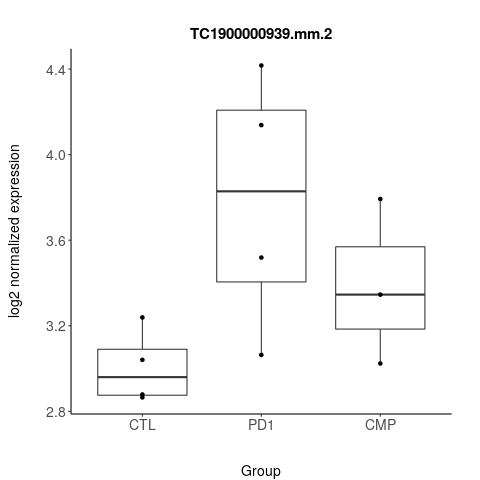 TC1900000939.mm.2
log2 normalized expression
4.4
4.0
3.6
3.2
2.8
CTL PD1 CMP
Group